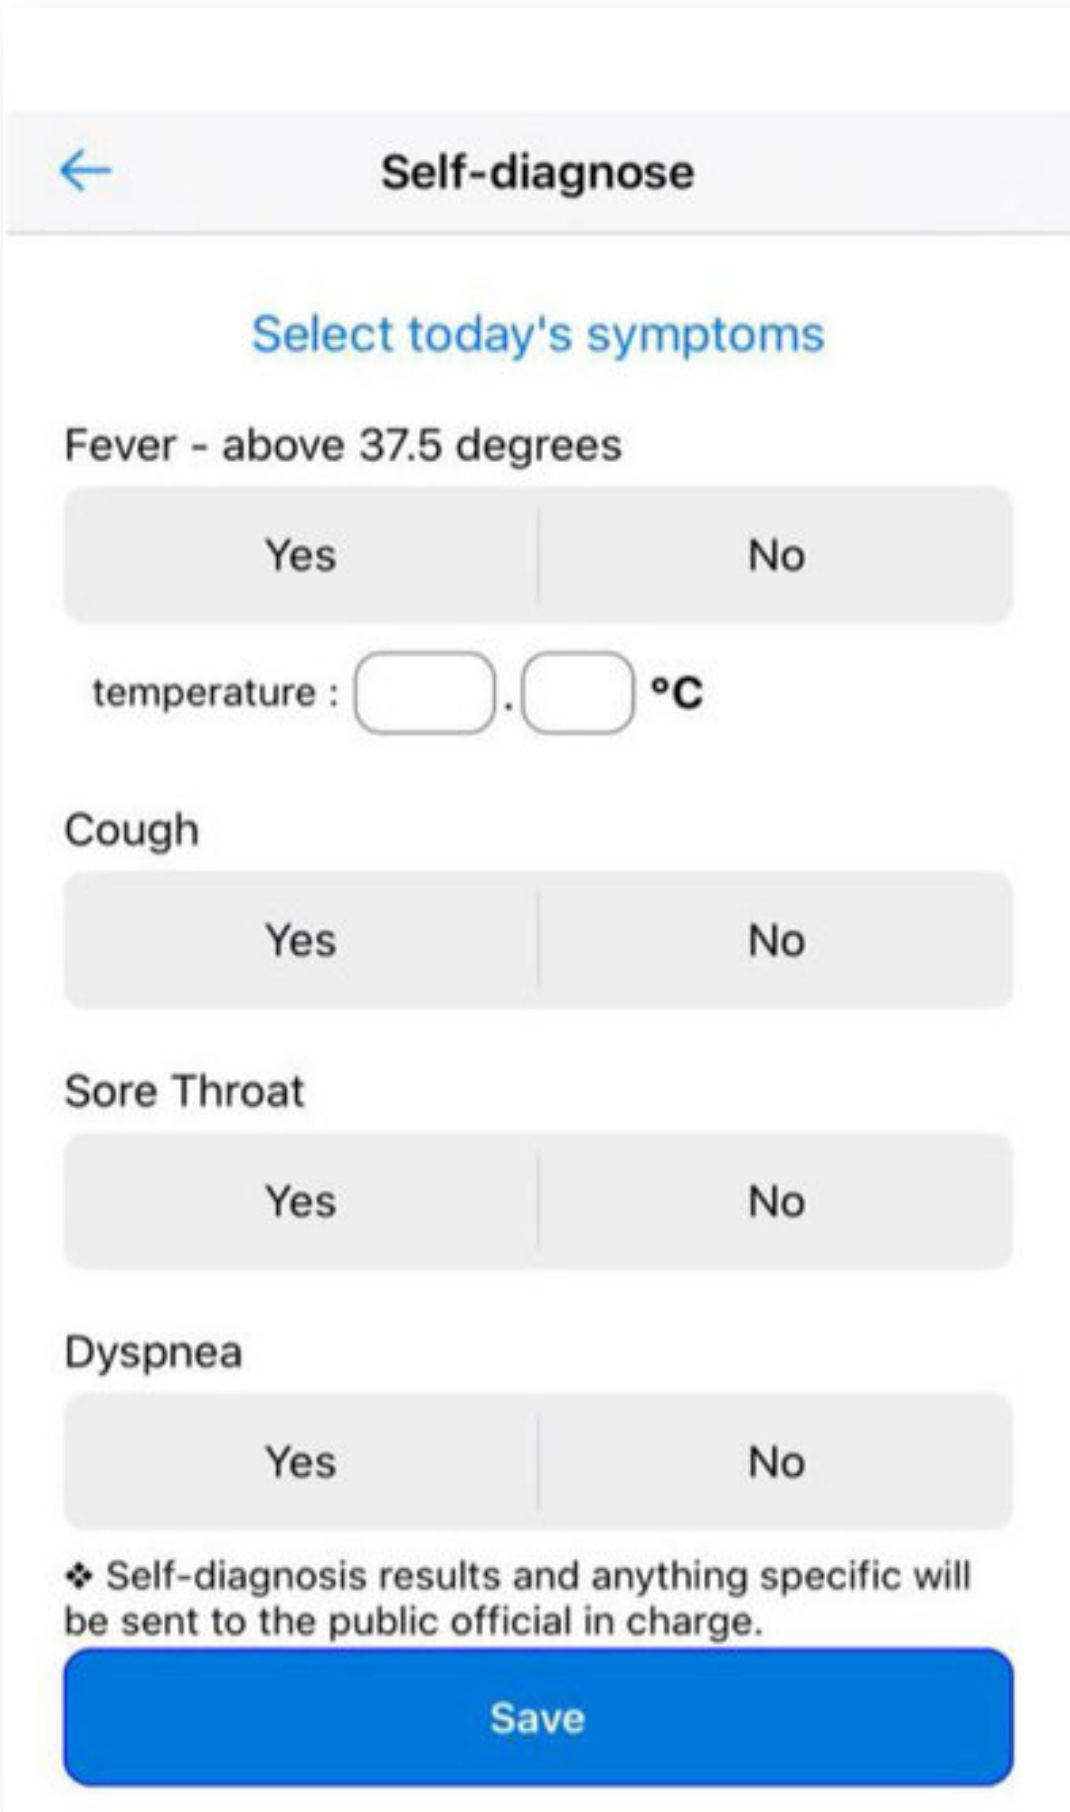 Self-diagnose
Select today's symptoms
Fever - above 37.5 degrees
Yes No
temperature : . °C
Cough
Yes No
Sore Throat
Yes No
Dyspnea
Yes No
❖ Self-diagnosis results and anything specific will
be sent to the public official in charge.
Save